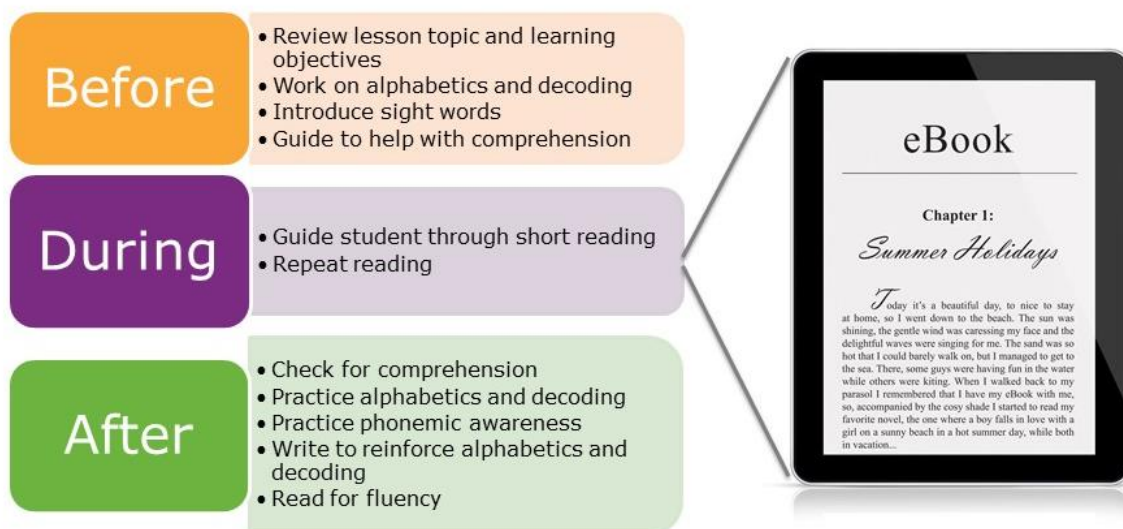 Before
• Review lesson topic and learning
objectives
• Work on alphabetics and decoding
• Introduce sight words
• Guide to help with comprehension
During
• Guide student through short reading
• Repeat reading
After
• Check for comprehension
• Practice alphabetics and decoding
• Practice phonemic awareness
• Write to reinforce alphabetics and
decoding
• Read for fluency
eBook
Chapter 1:
Summer Holidays
Today it's a beautiful day, to nice to stay
at home, so I went down to the beach. The sun was
shining, the gentle wind was caressing my face and the
delightful waves were singing for me. The sand was so
hot that I could barely walk on, but I managed to get to
the sea. There, some guys were having fun in the water
while others were kiting. When I walked back to my
parasol I remembered that I have my eBook with me,
so, accompanied by the cosy shade I started to read my
favorite novel, the one where a boy falls in love with a
girl on a sunny beach in a hot summer day, while both
in vacation...